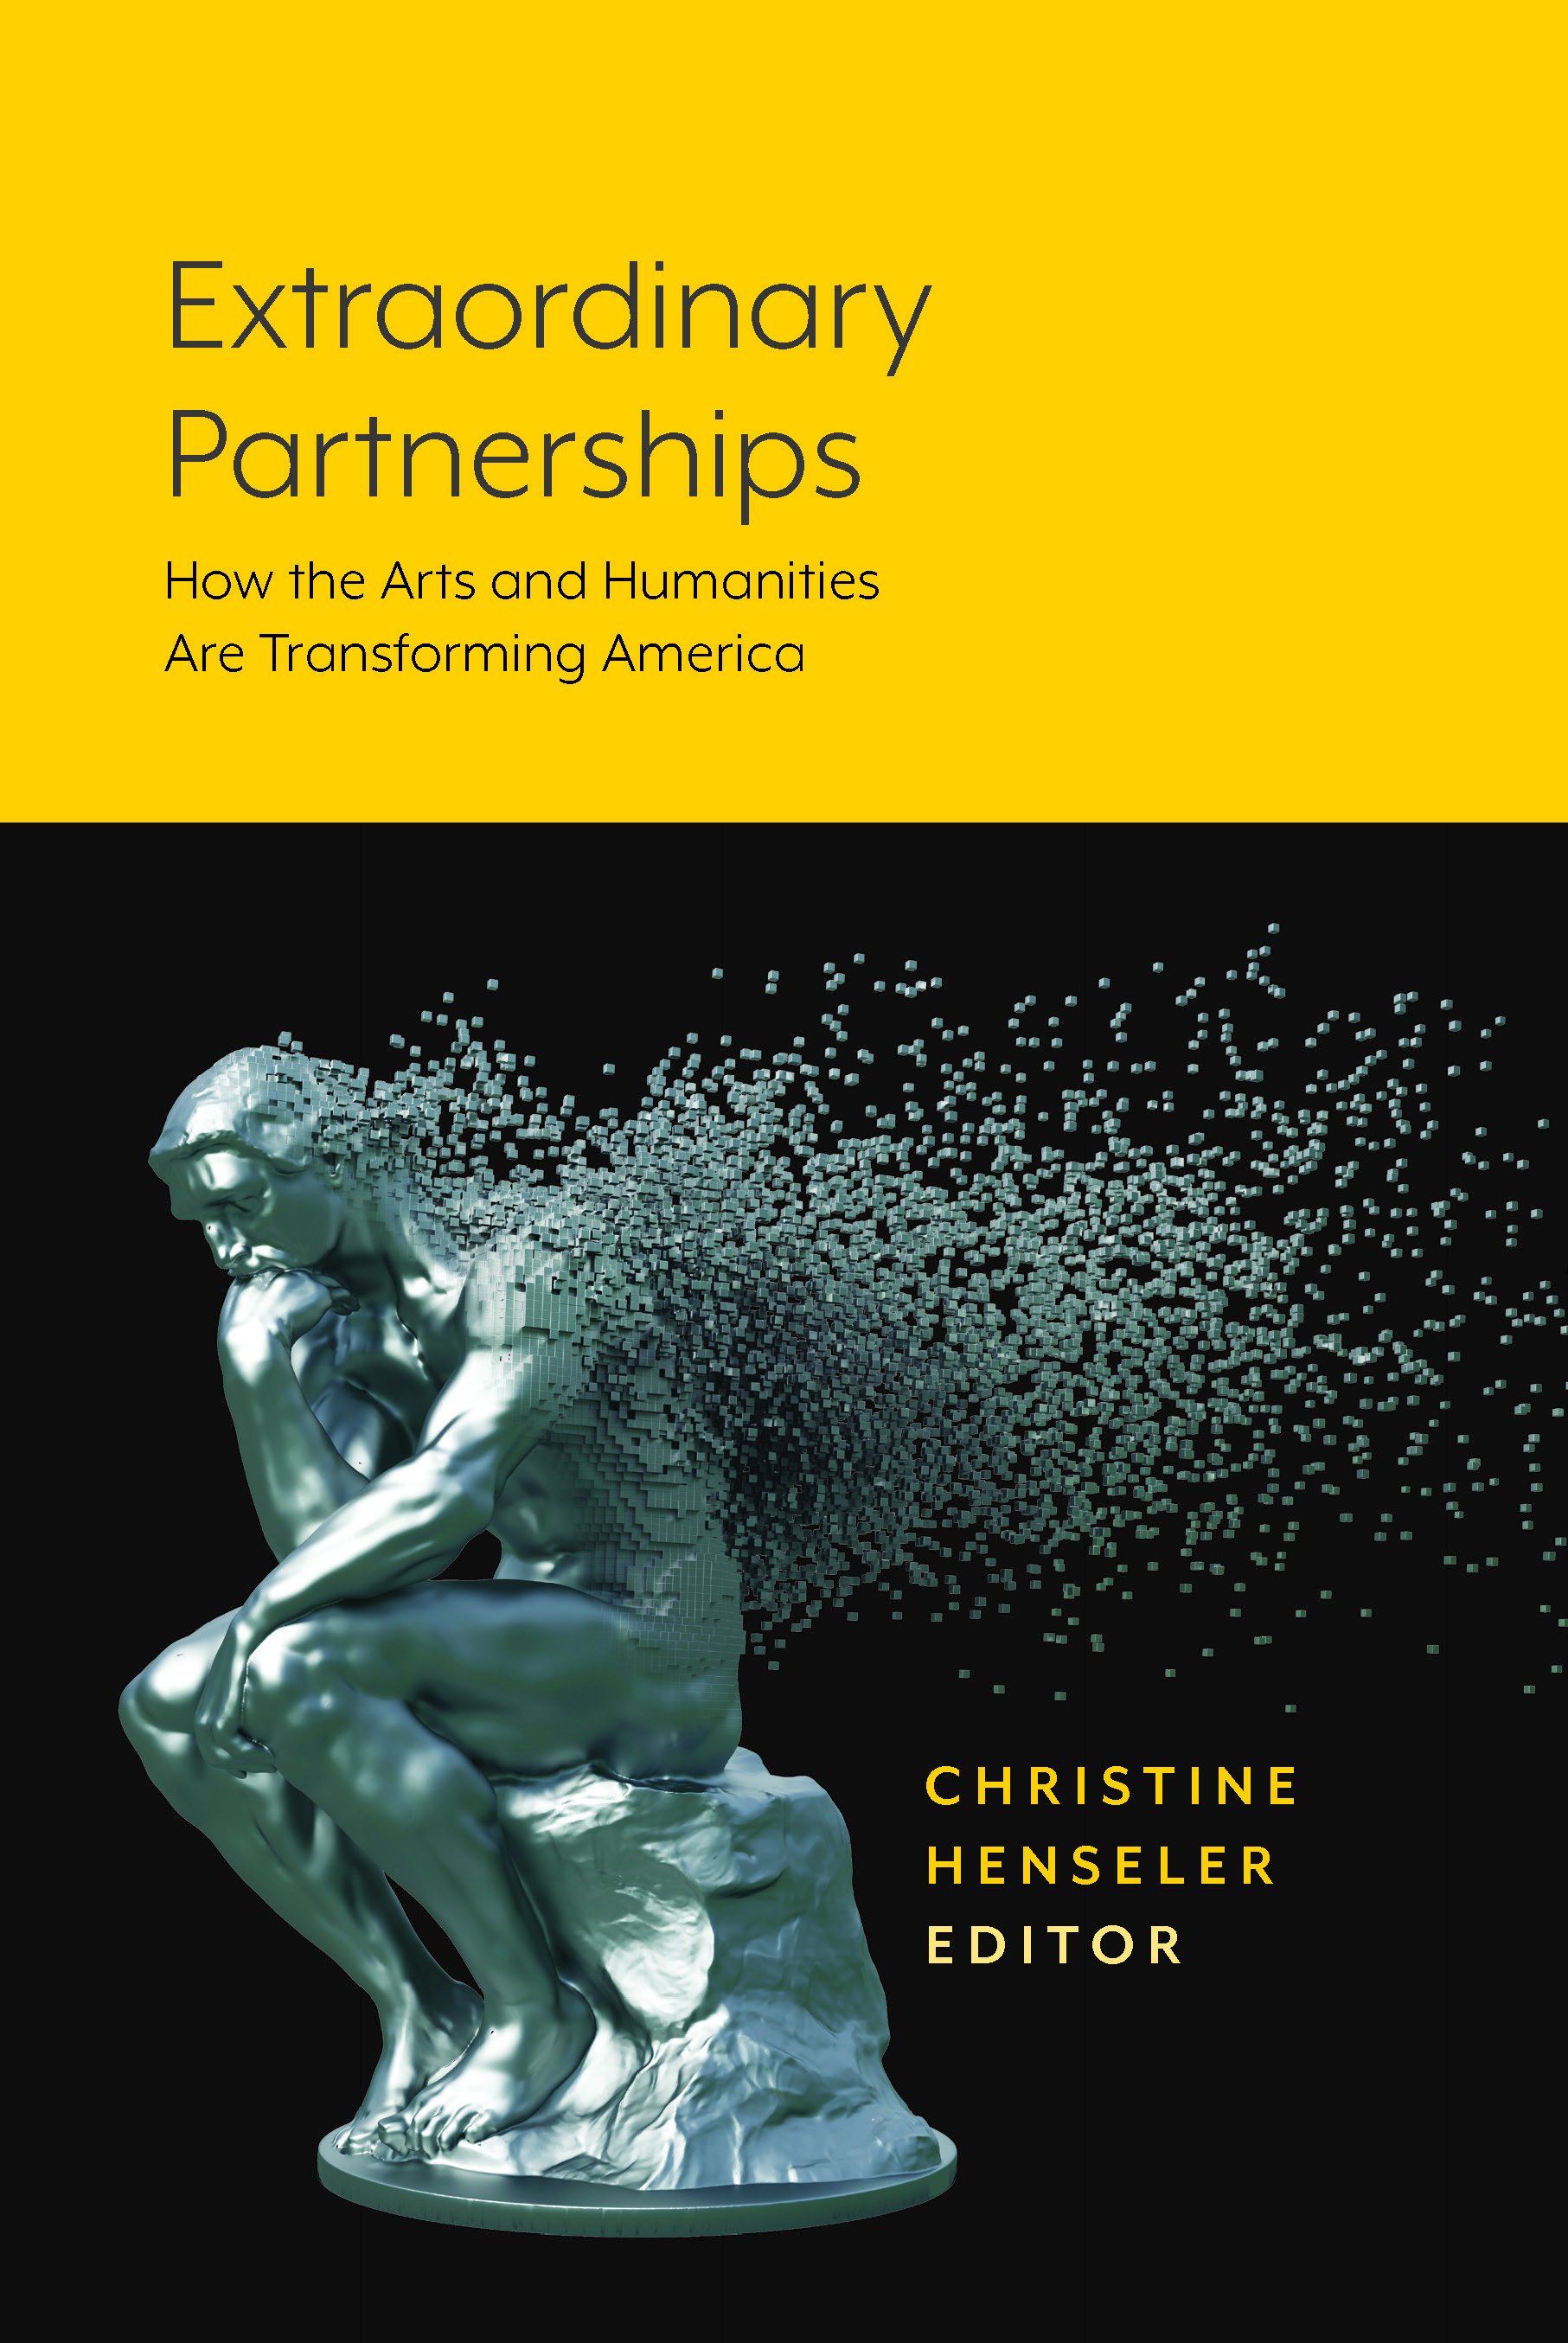 Extraordinary
Partnerships
How the Arts and Humanities
Are Transforming America
CHRISTINE
HENSELER
EDITOR